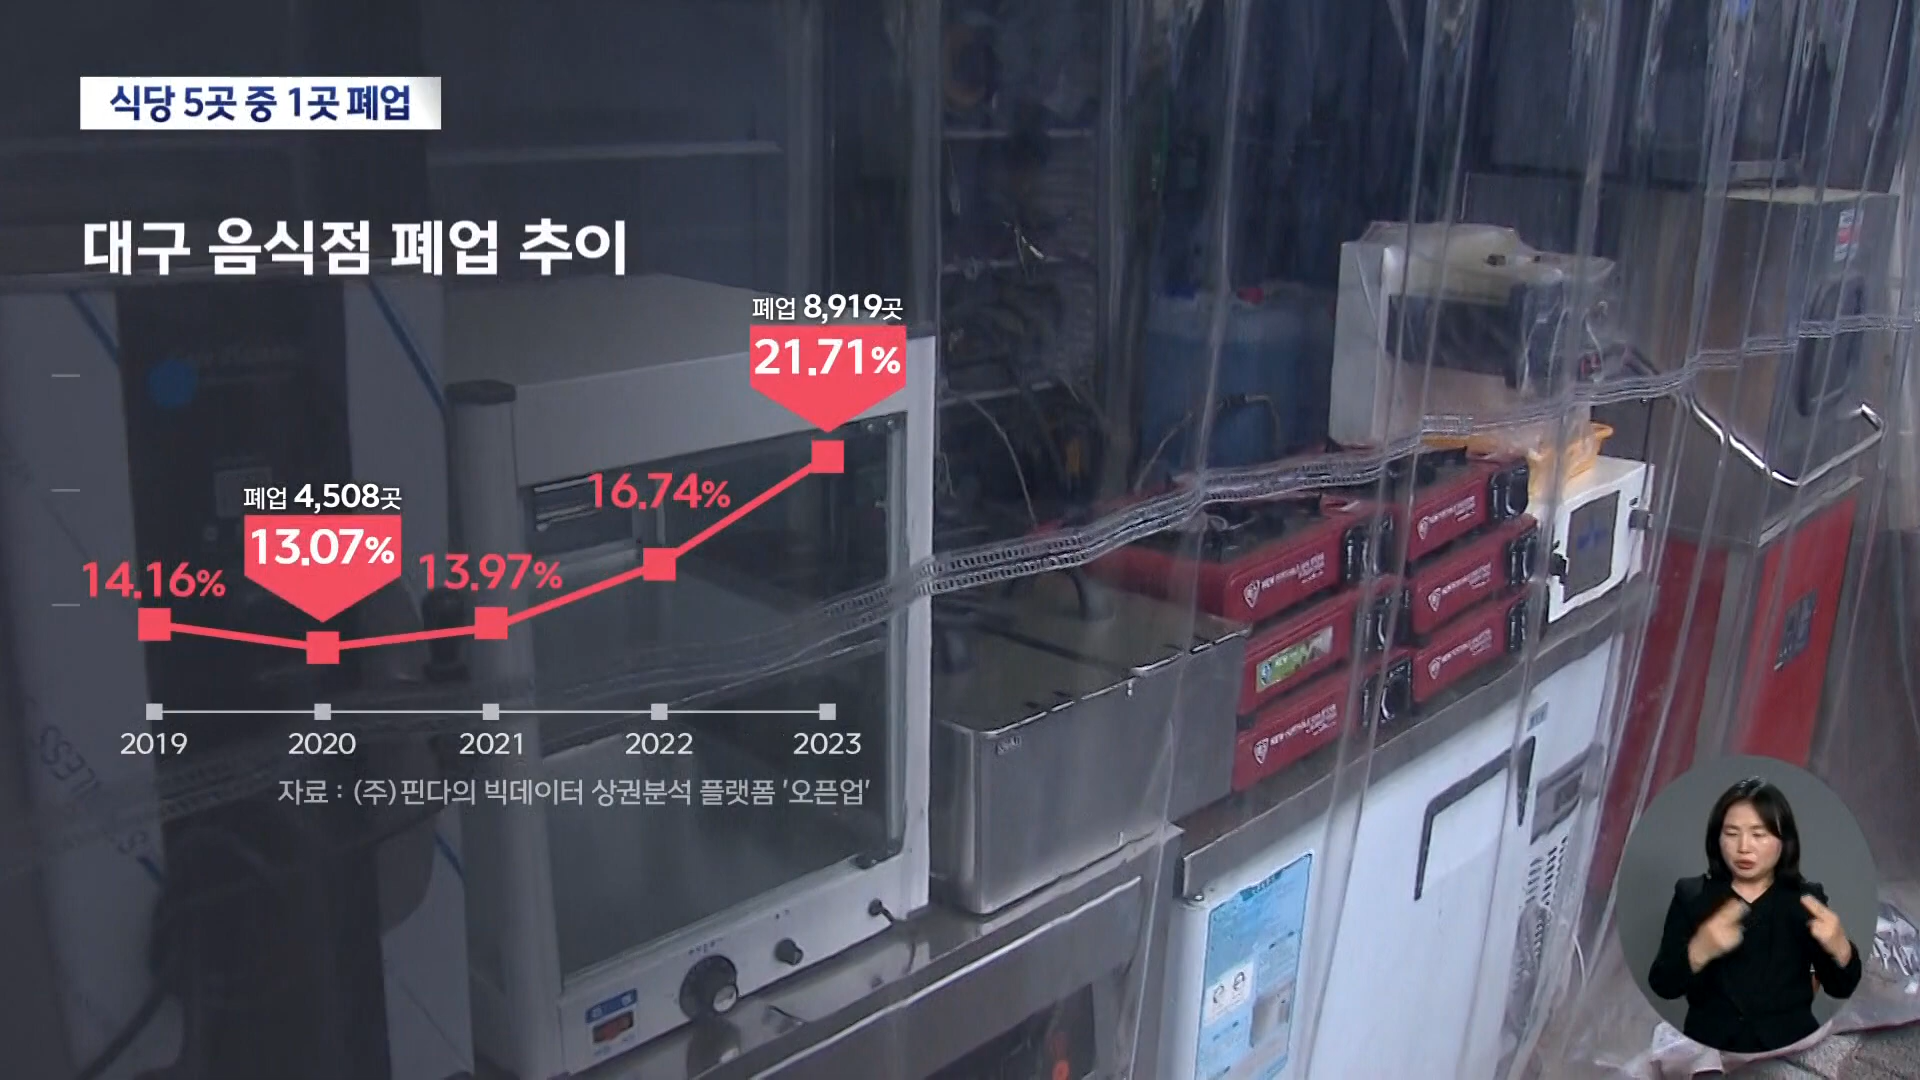 식당 5곳 중 1곳 폐업
대구 음식점 폐업 추이
폐업 8,919곳
21.71%
폐업 4,508곳
16.74%
13.07%
14.16%
13.97%
2019 2020 2021 2022 2023
자료 : (주)핀다의 빅데이터 상권분석 플랫폼 '오픈업'